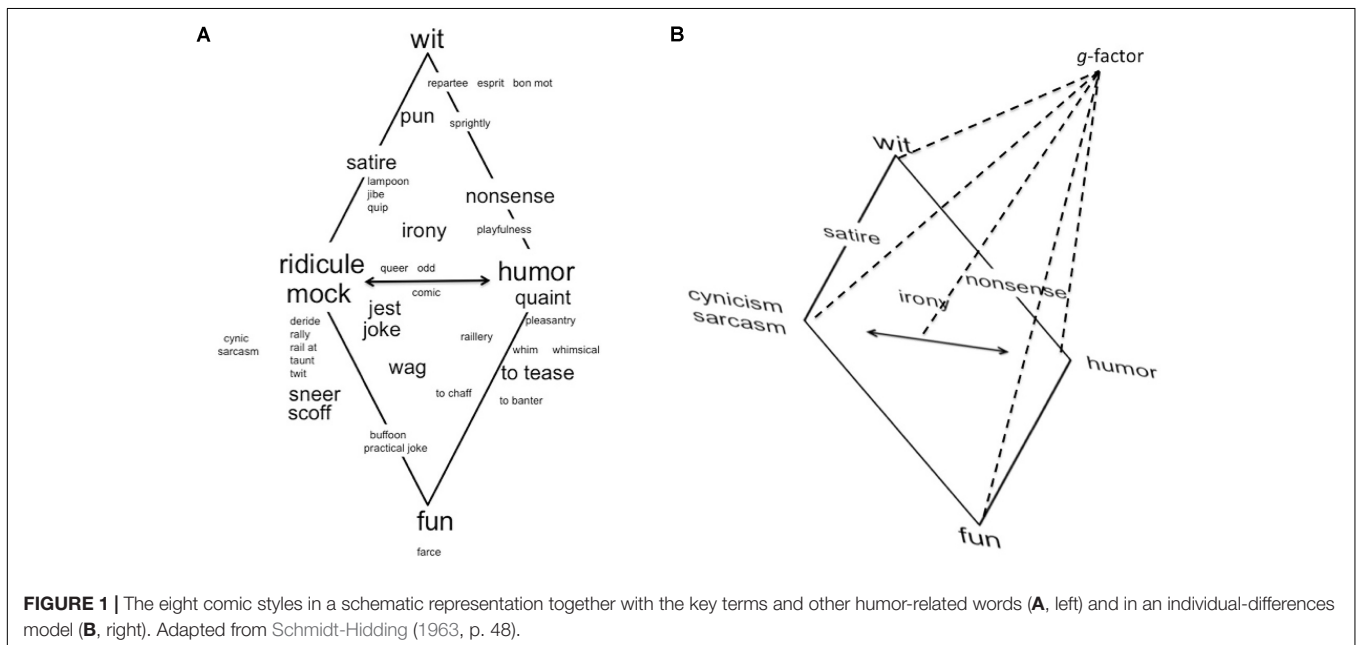 A
wit
repartee esprit bon mot
pun
sprightly
satire
lampoon
jibe
quip
nonsense
irony
playfulness
ridicule
mock
queer odd
comic
humor
quaint
jest
joke
pleasantry
deride
rally
rail at
taunt
twit
cynic
sarcasm
raillery
whim whimsical
wag
to tease
sneer
scoff
to chaff
to banter
buffoon
practical joke
fun
farce
B
g-factor
wit
satire
nonsense
irony
cynicism
sarcasm
humor
fun
FIGURE 1 | The eight comic styles in a schematic representation together with the key terms and other humor-related words (A, left) and in an individual-differences
model (B, right). Adapted from Schmidt-Hidding (1963, p. 48).